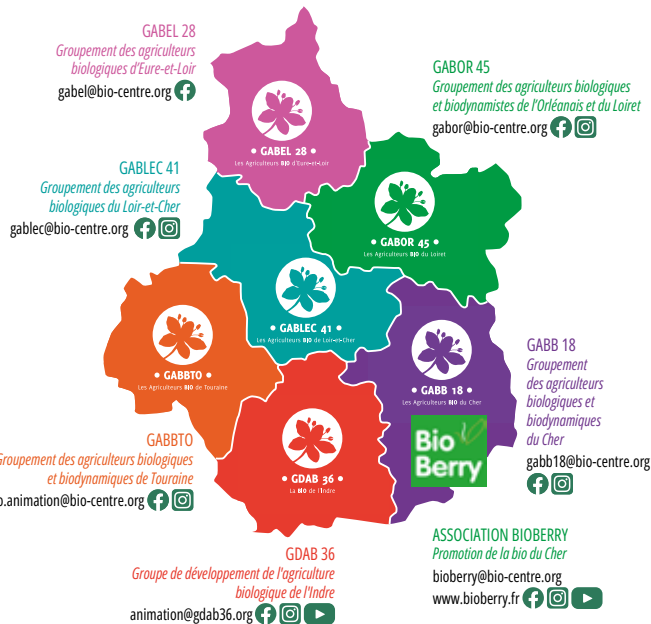 GABEL 28
Groupement des agriculteurs
biologiques d'Eure-et-Loir
gabel@bio-centre.org
GABOR 45
Groupement des agriculteurs biologiques
et biodynamistes de l'Orléanais et du Loiret
gabor@bio-centre.org
• GABEL 28 •
Les Agriculteurs BIO d'Eure-et-Loir
GABLEC 41
Groupement des agriculteurs
biologiques du Loir-et-Cher
gablec@bio-centre.org
• GABOR 45 •
Les Agriculteurs BIO du Loiret
• GABLEC 41 •
Les Agriculteurs BIO de Loir-et-Cher
• GABBTO •
Les Agriculteurs BIO de Touraine
• GABB 18 •
Les Agriculteurs BIO du Cher
GABB 18
Groupement
des agriculteurs
biologiques et
biodynamiques
du Cher
gabb18@bio-centre.org
Bio
Berry
GABBTO
Groupement des agriculteurs biologiques
et biodynamiques de Touraine
o.animation@bio-centre.org
• GDAB 36 •
La BIO de l'Indre
GDAB 36
Groupe de développement de l'agriculture
biologique de l'Indre
animation@gdab36.org
ASSOCIATION BIOBERRY
Promotion de la bio du Cher
bioberry@bio-centre.org
www.bioberry.fr